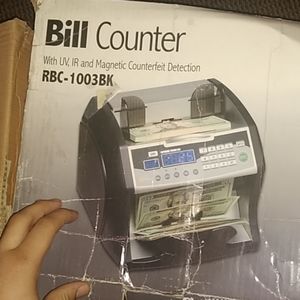 Bill Counter
With UV, IR and Magnetic Counterfeit Detection
RBC-1003BK